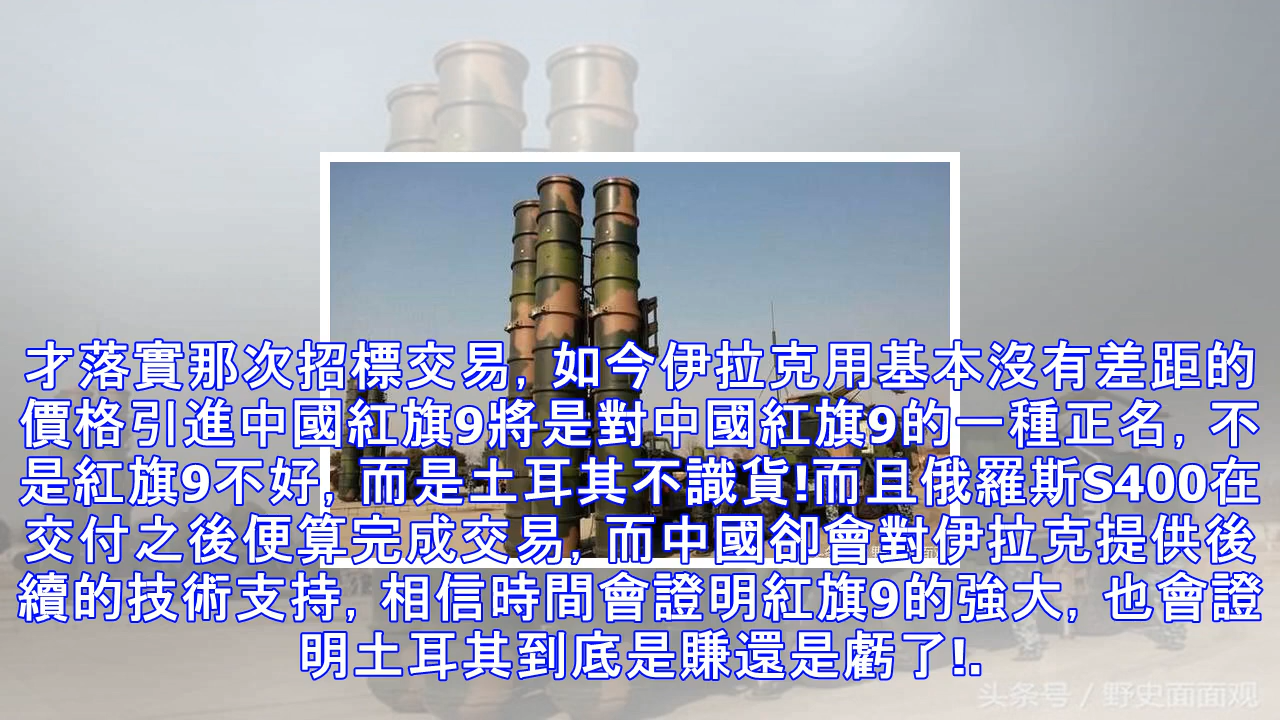 才落實那次招標交易, 如今伊拉克用基本沒有差距的
價格引進中國紅旗9將是對中國紅旗9的一種正名, 不
是紅旗9不好, 而是土耳其不識貨!而且俄羅斯S400在
交付之後便算完成交易, 而中國卻會對伊拉克提供後
續的技術支持, 相信時間會證明紅旗9的強大, 也會證
明土耳其到底是賺還是虧了!.
头条号 / 野史面面观